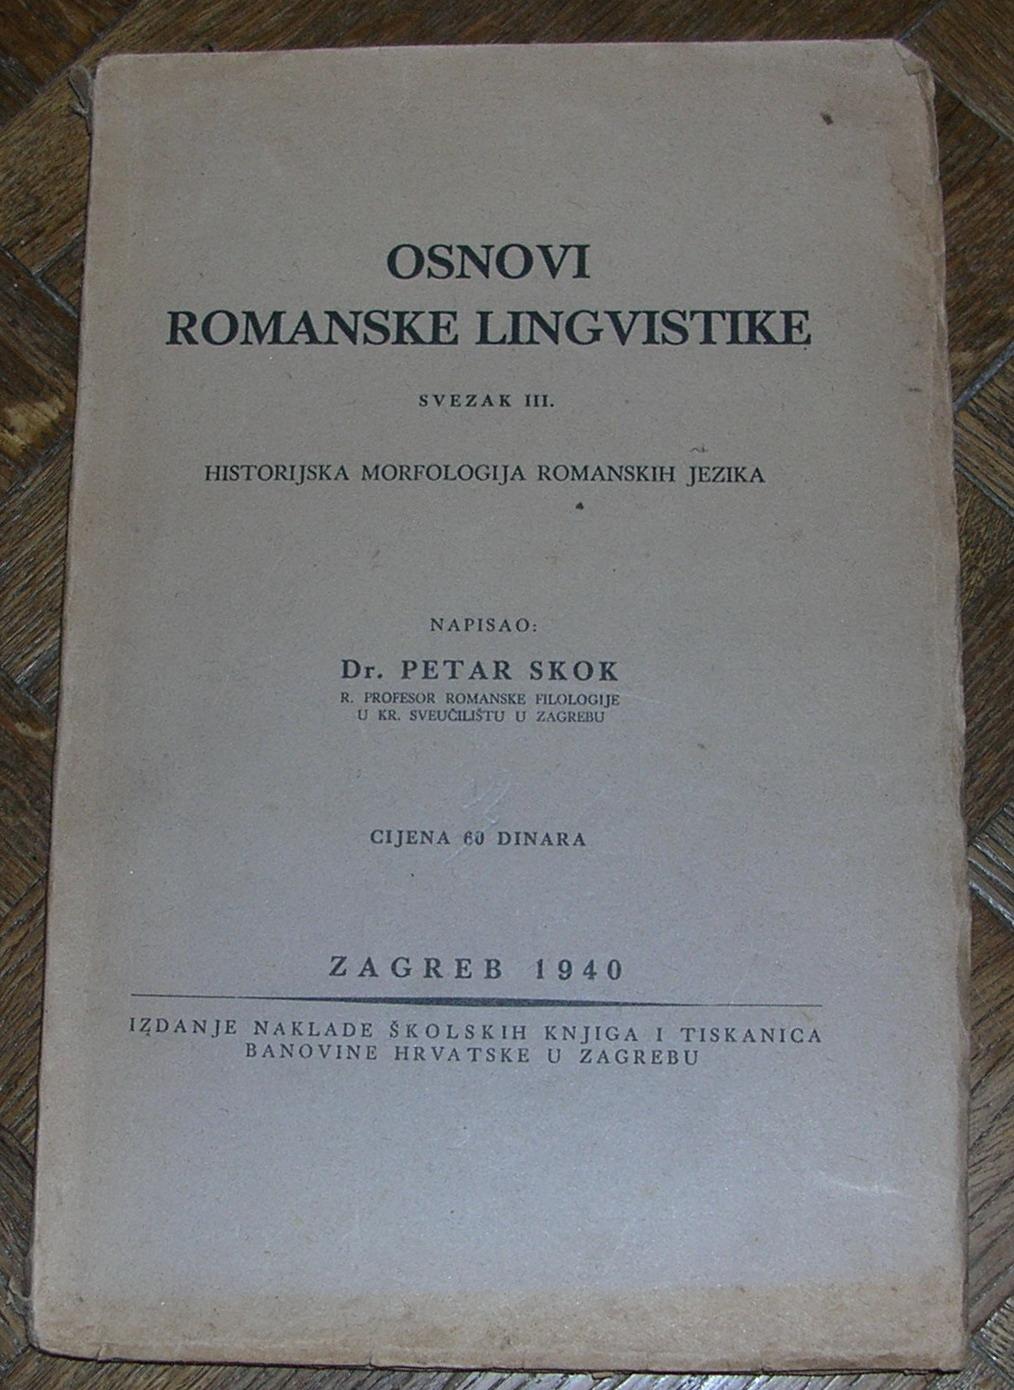 OSNOVI
ROMANSKE LINGVISTIKE
SVEZAK III.
HISTORIJSKA MORFOLOGIJA ROMANSKIH JEZIKA
NAPISAO:
Dr. PETAR SKOK
R. PROFESOR ROMANSKE FILOLOGIJE
U KR. SVEUČILIŠTU U ZAGREBU
CIJENA 60 DINARA
ZAGREB 1940
IZDANJE NAKLADE ŠKOLSKIH KNJIGA I TISKANICA
BANOVINE HRVATSKE U ZAGREBU